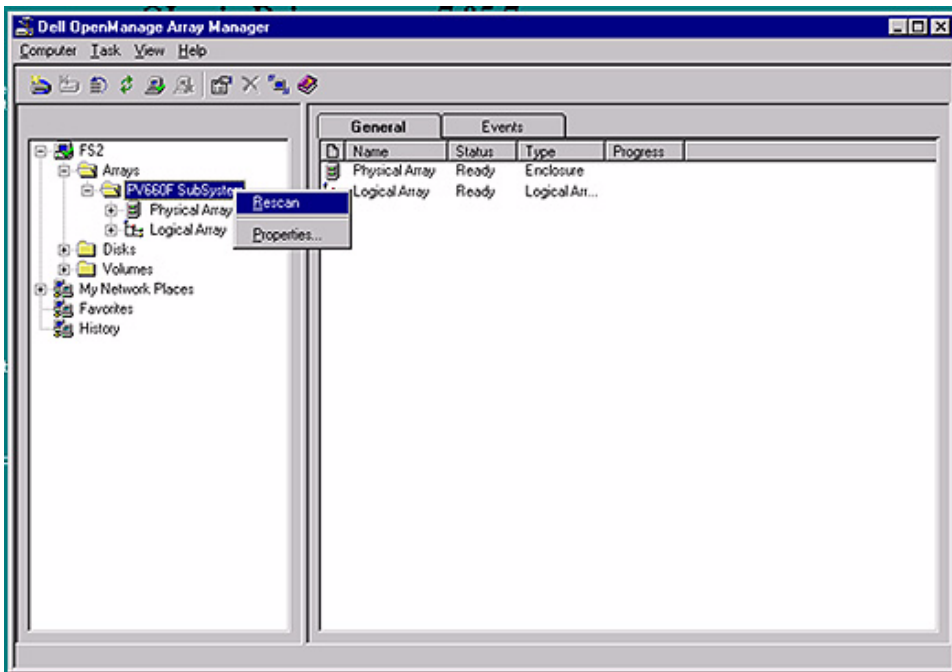 Dell OpenManage Array Manager
Computer Task View Help
General Events
Name Status Type Progress
Physical Array Ready Enclosure
Logical Array Ready Logical Arr...
FS2
Arrays
PV660F SubSystem
Rescan
Properties...
Physical Array
Logical Array
Disks
Volumes
My Network Places
Favorites
History